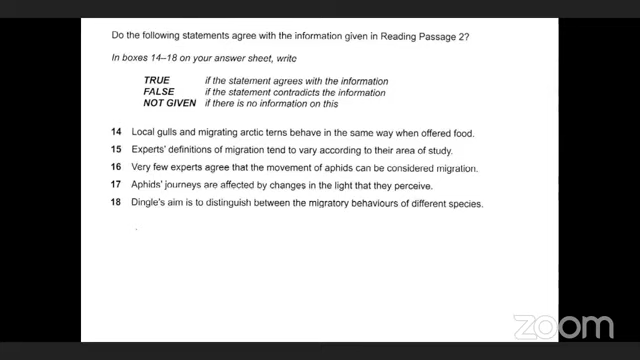 Do the following statements agree with the information given in Reading Passage 2?
In boxes 14–18 on your answer sheet, write
TRUE if the statement agrees with the information
FALSE if the statement contradicts the information
NOT GIVEN if there is no information on this
14 Local gulls and migrating arctic terns behave in the same way when offered food.
15 Experts' definitions of migration tend to vary according to their area of study.
16 Very few experts agree that the movement of aphids can be considered migration.
17 Aphids' journeys are affected by changes in the light that they perceive.
18 Dingle's aim is to distinguish between the migratory behaviours of different species.
zoom